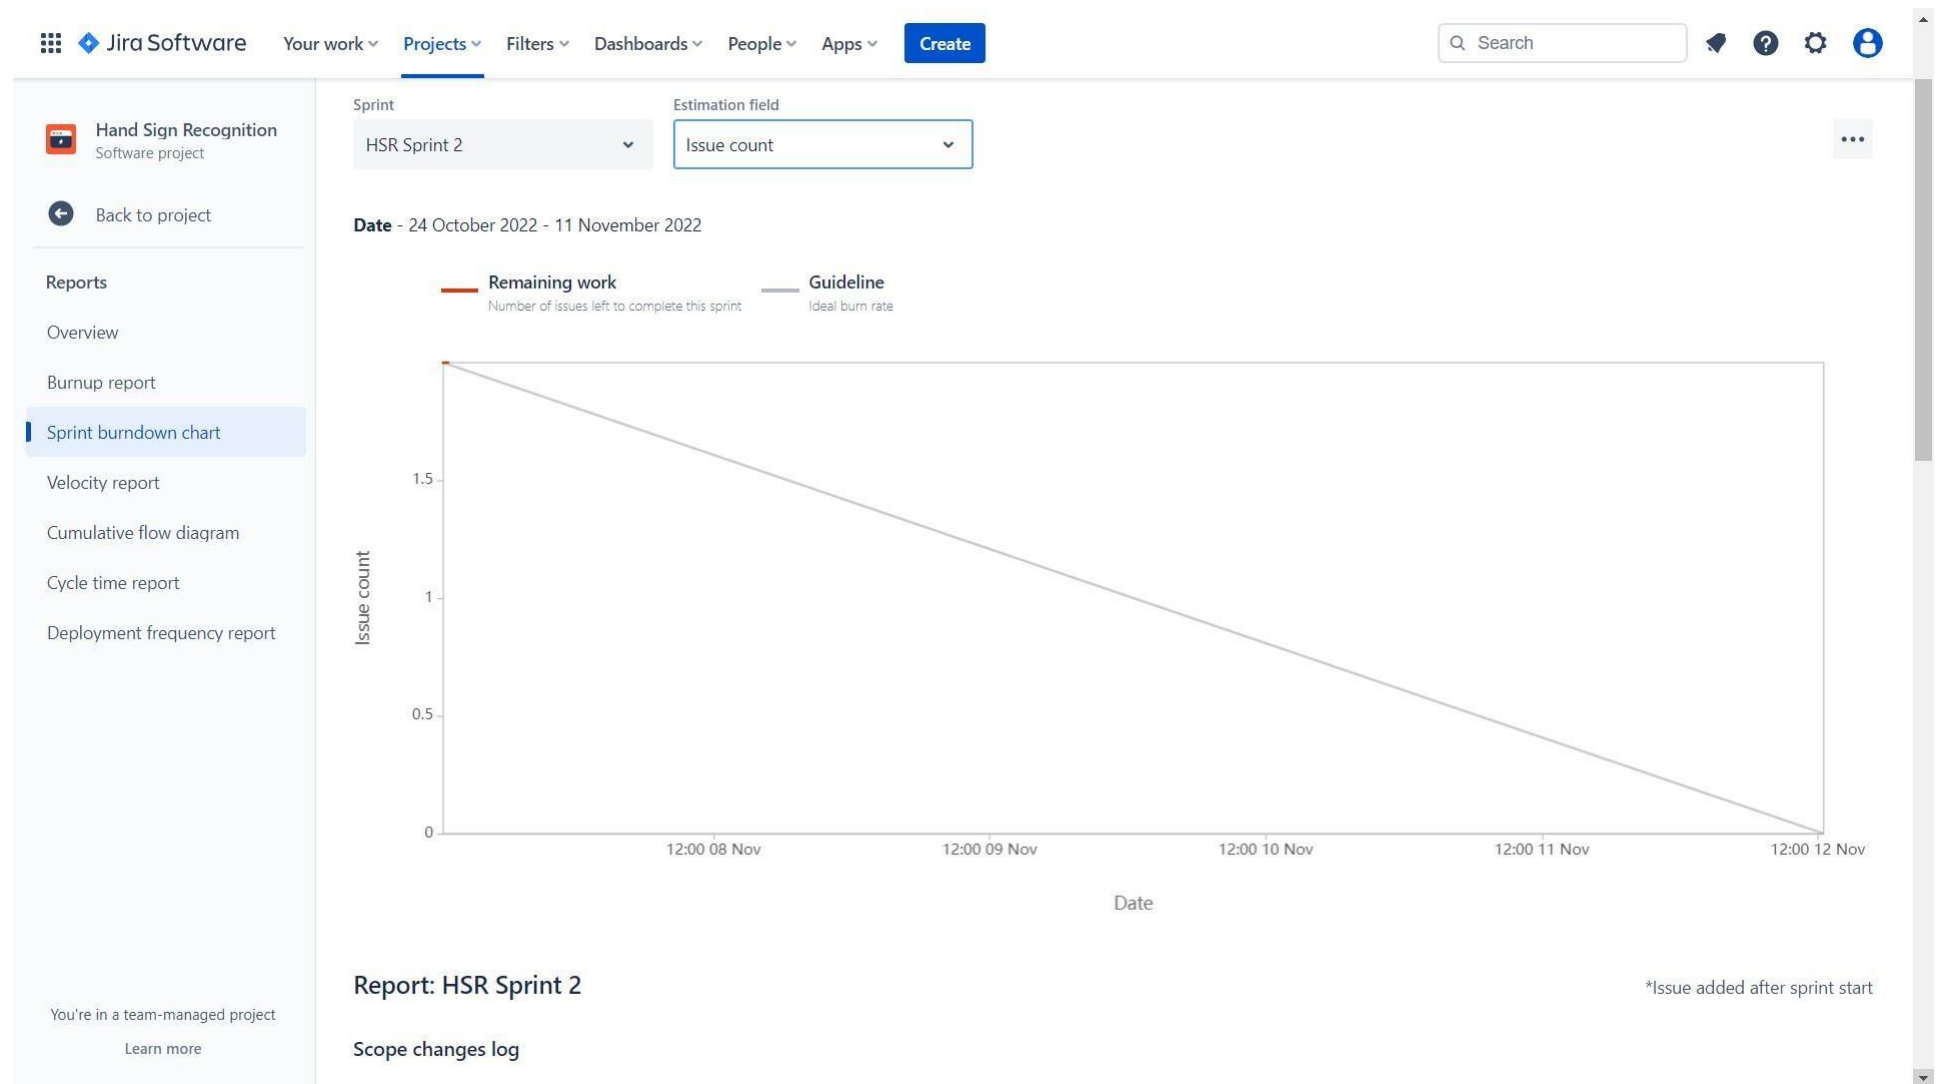 Jira Software Your work Projects Filters Dashboards People Apps Create Search
Hand Sign Recognition
Software project
Back to project
Reports
Overview
Burnup report
Sprint burndown chart
Velocity report
Cumulative flow diagram
Cycle time report
Deployment frequency report
You're in a team-managed project
Learn more
Sprint Estimation field
HSR Sprint 2 Issue count
Date - 24 October 2022 - 11 November 2022
Remaining work Guideline
Number of issues left to complete this sprint Ideal burn rate
1.5
1
0.5
0
Issue count
12:00 08 Nov 12:00 09 Nov 12:00 10 Nov 12:00 11 Nov 12:00 12 Nov
Date
Report: HSR Sprint 2
*Issue added after sprint start
Scope changes log